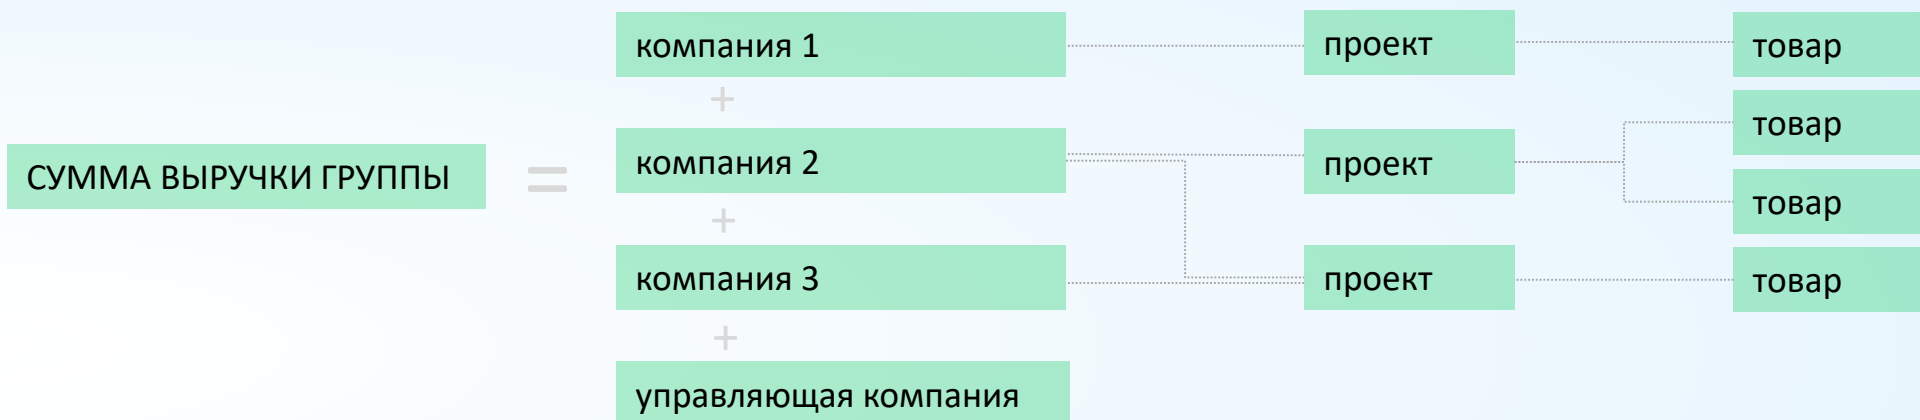 компания 1
проект
товар
+
товар
СУММА ВЫРУЧКИ ГРУППЫ
=
компания 2
проект
товар
+
компания 3
проект
товар
+
управляющая компания